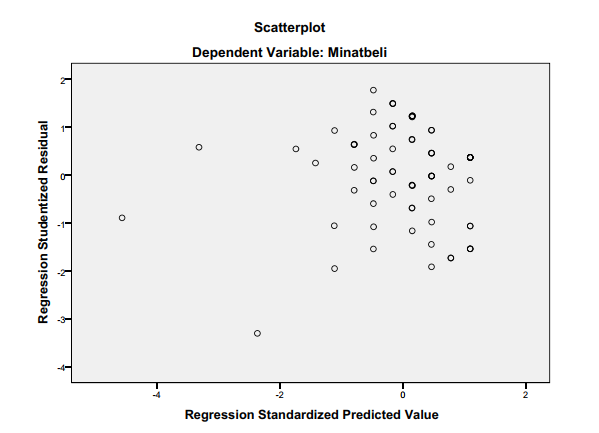 Scatterplot
Dependent Variable: Minatbeli
Regression Studentized Residual
2
1
0
-1
-2
-3
-4
-4 -2 0 2
Regression Standardized Predicted Value